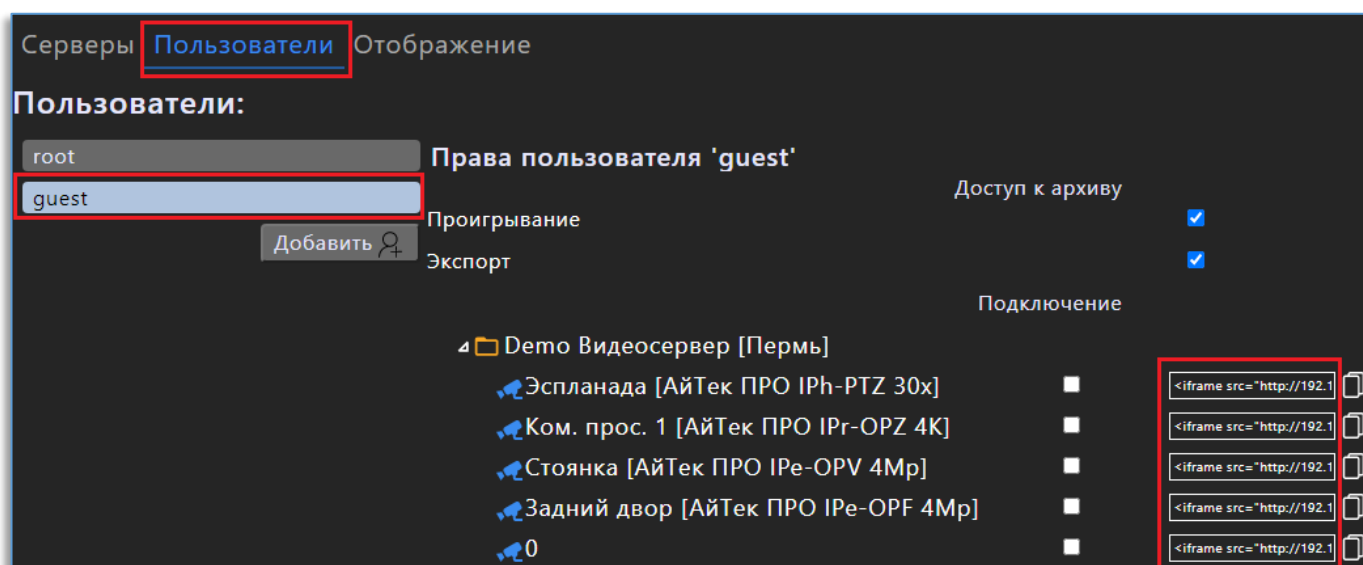 Серверы Пользователи Отображение
Пользователи:
root
Права пользователя 'guest'
Доступ к архиву
guest
Проигрывание
Добавить
Экспорт
Подключение
Demo Видеосервер [Пермь]
Эспланада [АйТек ПРО IPh-PTZ 30x] <iframe src="http://192.1
Ком. прос. 1 [АйТек ПРО IPr-OPZ 4K] <iframe src="http://192.1
Стоянка [АйТек ПРО IPe-OPV 4Mp] <iframe src="http://192.1
Задний двор [АйТек ПРО IPe-OPF 4Mp] <iframe src="http://192.1
0 <iframe src="http://192.1